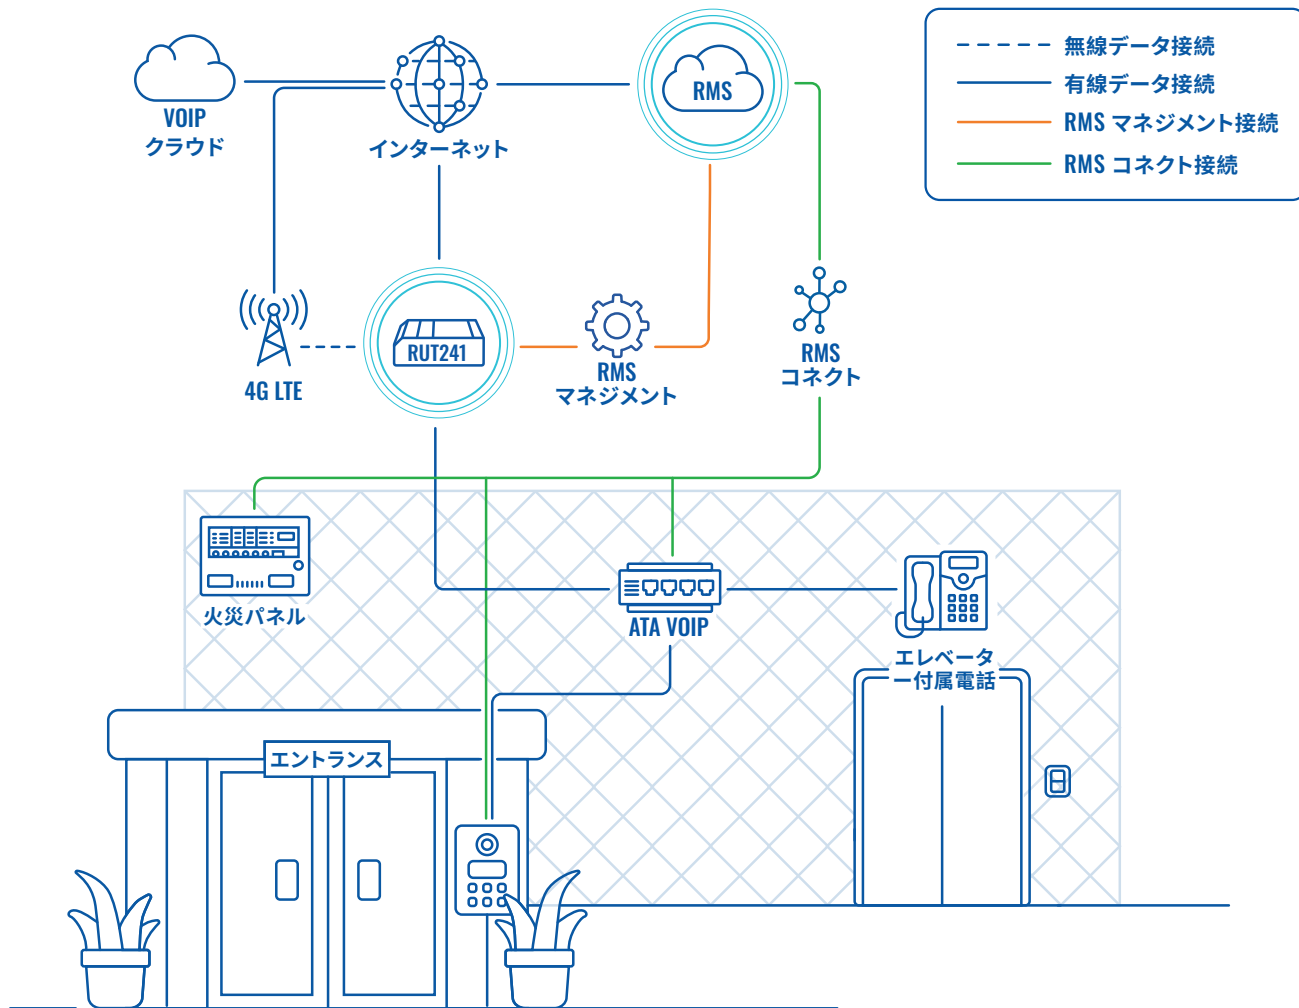 無線データ接続
有線データ接続
RMS マネジメント接続
RMS コネクト接続
VOIP
クラウド
インターネット
RMS
4G LTE
RUT241
RMS
マネジメント
RMS
コネクト
火災パネル
ATA VOIP
エレベータ
ー付属電話
エントランス